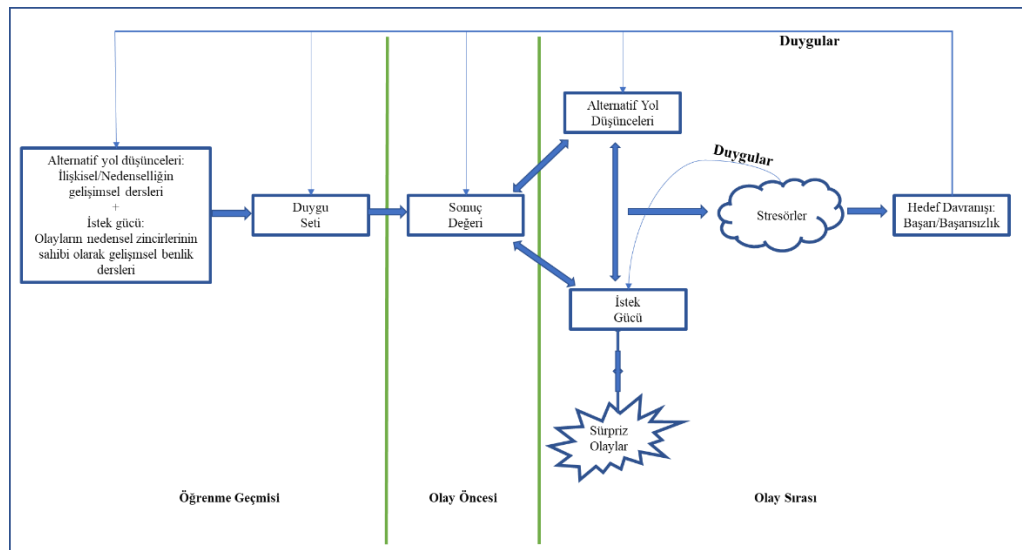 Duygular
Alternatif Yol
Düşünceleri
Duygular
Alternatif yol düşünceleri:
İlişkisel/Nedenselliğin
gelişimsel dersleri
+
İstek gücü:
Olayların nedensel zincirlerinin
sahibi olarak gelişmsel benlik
dersleri
Duygu
Seti
Sonuç
Değeri
Stresörler
Hedef Davranışı:
Başarı/Başarısızlık
İstek
Gücü
Sürpriz
Olaylar
Öğrenme Geçmisi
Olay Öncesi
Olay Sırası